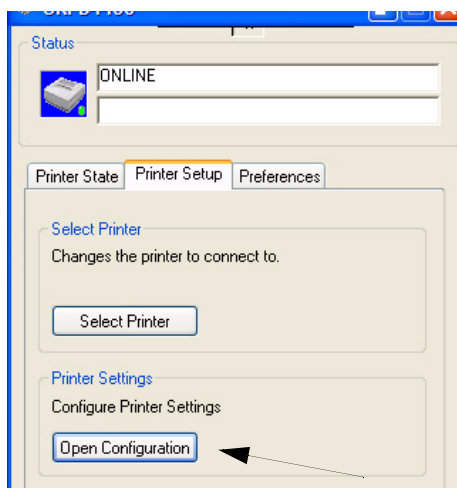 Status
ONLINE
Printer State Printer Setup Preferences
Select Printer
Changes the printer to connect to.
Select Printer
Printer Settings
Configure Printer Settings
Open Configuration